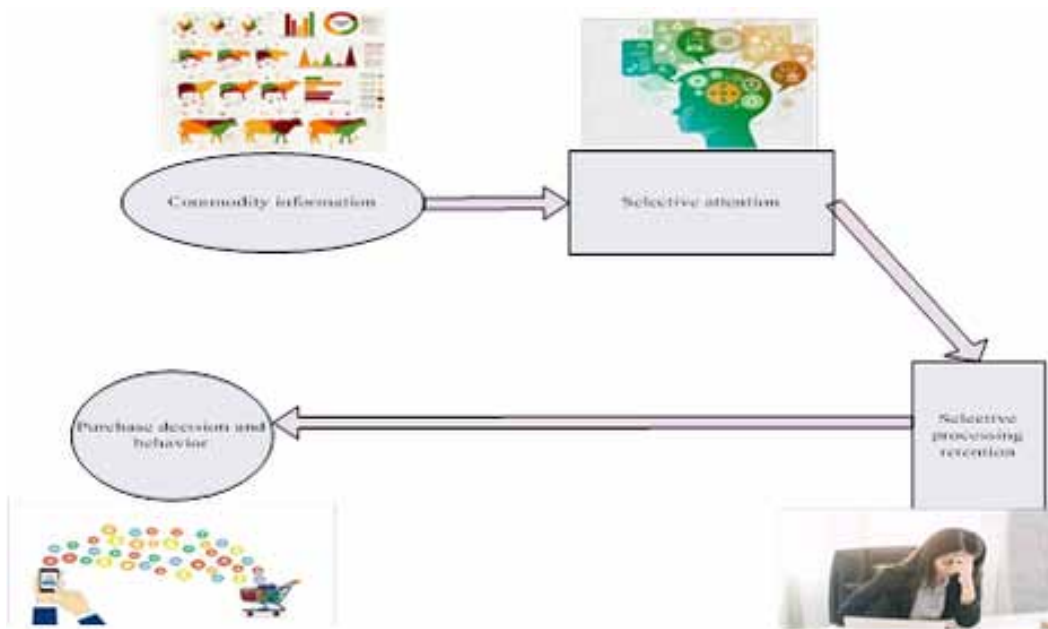 Commodity information
Selective attention
Purchase decision and
behavior
Selective
processing
retention